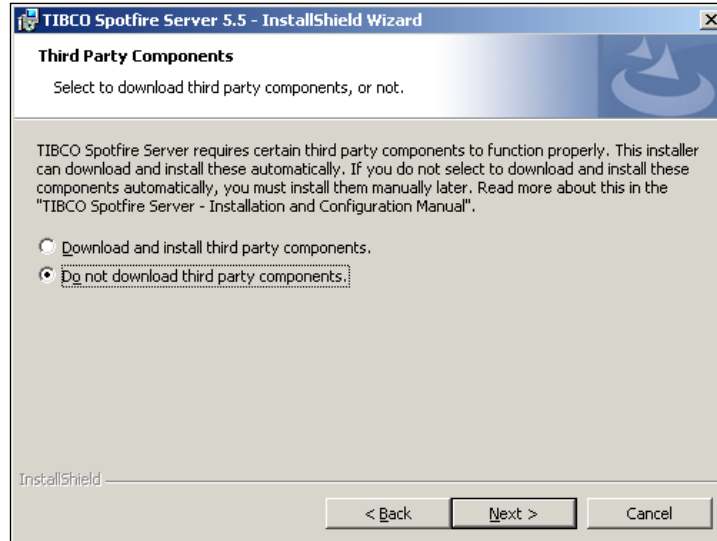 TIBCO Spotfire Server 5.5 - InstallShield Wizard
Third Party Components
Select to download third party components, or not.
TIBCO Spotfire Server requires certain third party components to function properly. This installer
can download and install these automatically. If you do not select to download and install these
components automatically, you must install them manually later. Read more about this in the
"TIBCO Spotfire Server - Installation and Configuration Manual".
Download and install third party components.
Do not download third party components.
InstallShield
< Back Next > Cancel